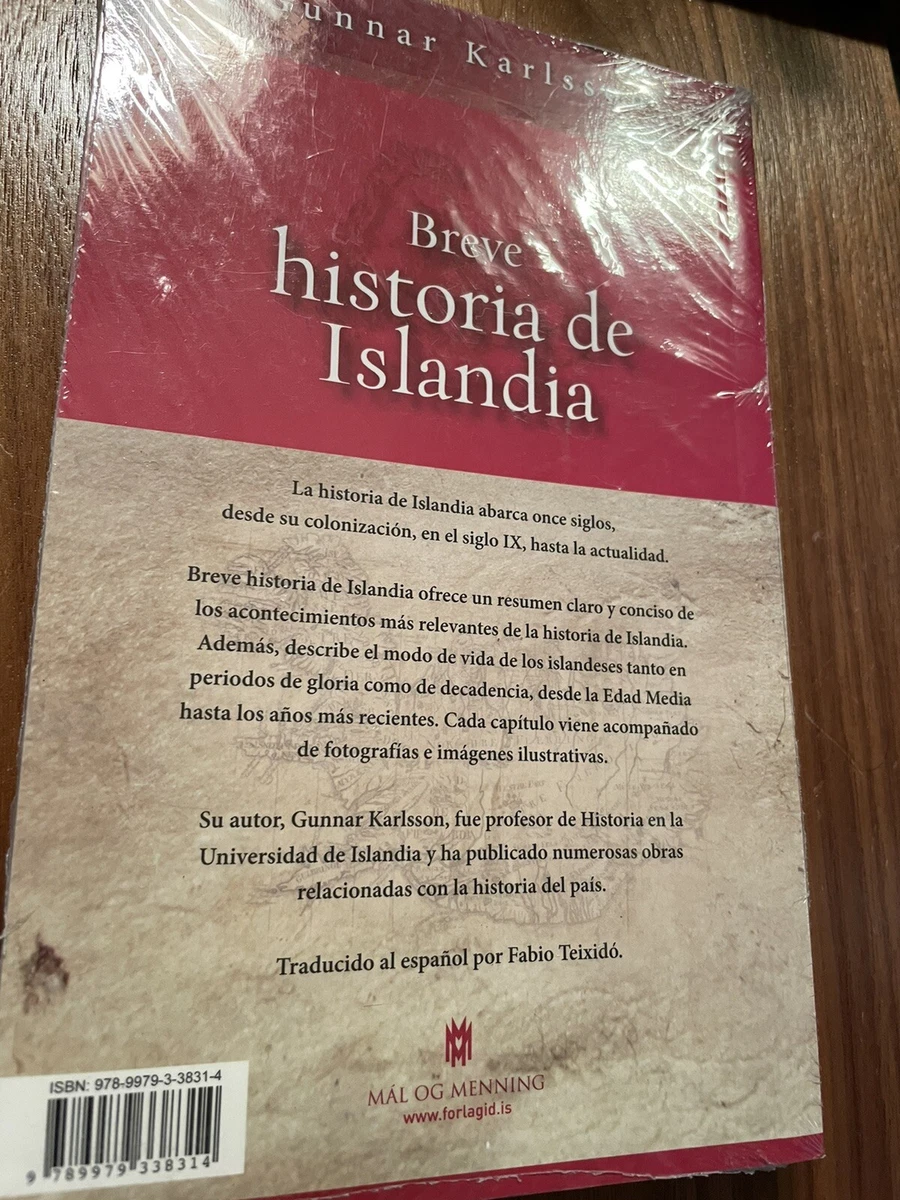 Gunnar Karlsson
Breve
historia de
Islandia
La historia de Islandia abarca once siglos,
desde su colonización, en el siglo IX, hasta la actualidad.
Breve historia de Islandia ofrece un resumen claro y conciso de
los acontecimientos más relevantes de la historia de Islandia.
Además, describe el modo de vida de los islandeses tanto en
periodos de gloria como de decadencia, desde la Edad Media
hasta los años más recientes. Cada capítulo viene acompañado
de fotografías e imágenes ilustrativas.
Su autor, Gunnar Karlsson, fue profesor de Historia en la
Universidad de Islandia y ha publicado numerosas obras
relacionadas con la historia del país.
Traducido al español por Fabio Teixidó.
MÁL OG MENNING
www.forlagid.is
ISBN: 978-9979-3-3831-4
9 789979 338314